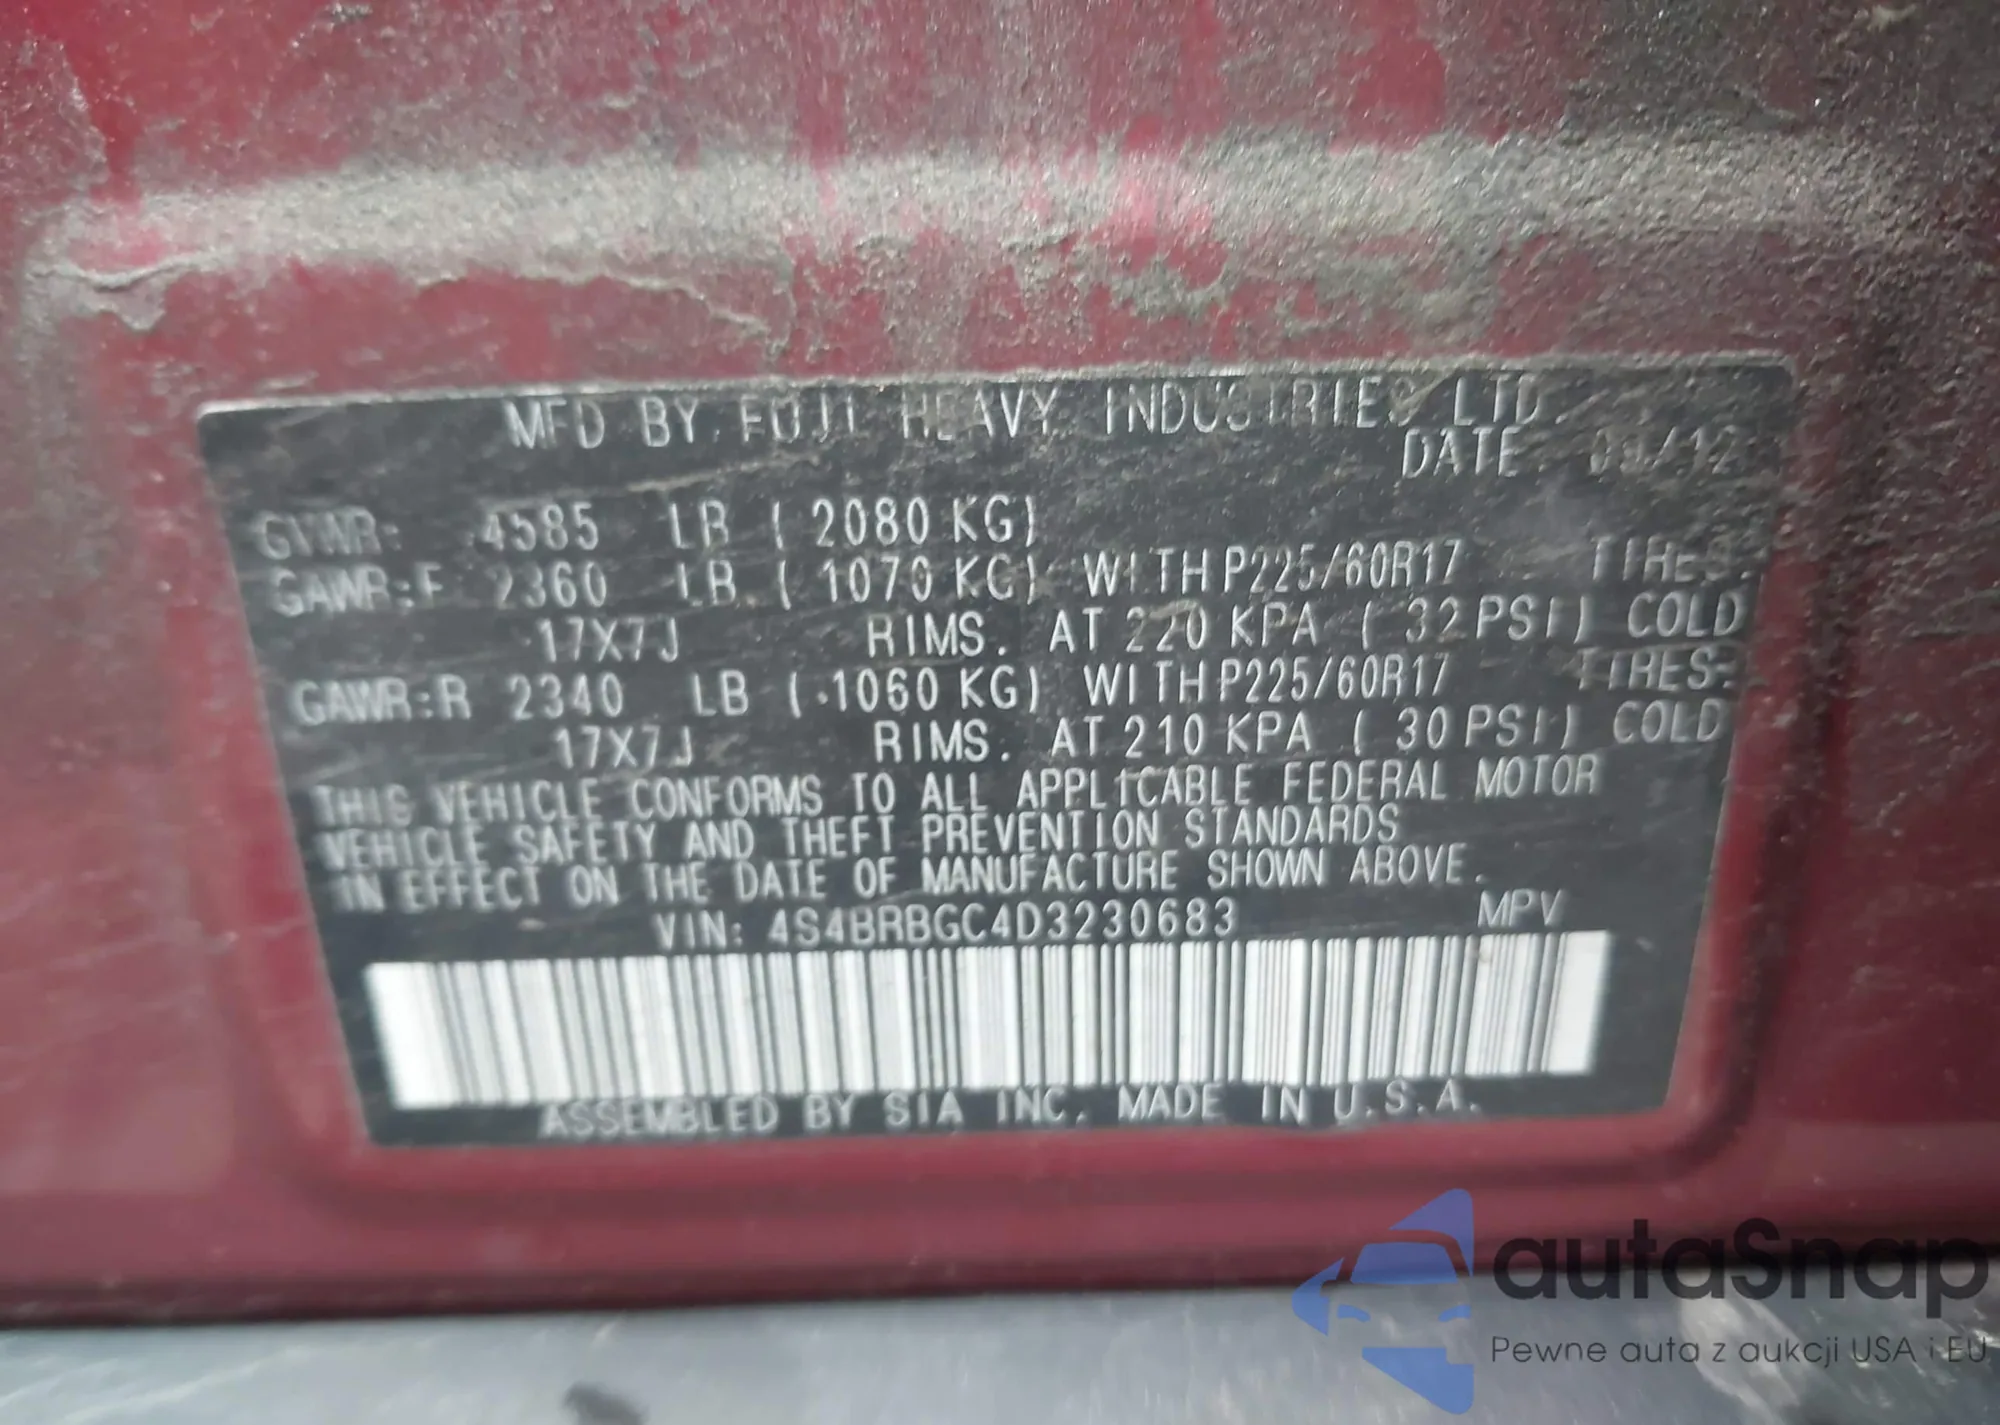 MFD BY FUJI HEAVY INDUSTRIES LTD.
DATE /12
GVWR: 4585 LB ( 2080 KG)
GAWR:F 2360 LB ( 1070 KG) WITH P225/60R17 TIRES.
17X7J RIMS. AT 220 KPA ( 32 PSI) COLD
GAWR:R 2340 LB ( 1060 KG) WITH P225/60R17 TIRES.
17X7J RIMS. AT 210 KPA ( 30 PSI) COLD
THIS VEHICLE CONFORMS TO ALL APPLICABLE FEDERAL MOTOR
VEHICLE SAFETY AND THEFT PREVENTION STANDARDS
IN EFFECT ON THE DATE OF MANUFACTURE SHOWN ABOVE.
VIN: 4S4BRBGC4D3230683 MPV
ASSEMBLED BY SIA INC. MADE IN U.S.A.
autaSnap
Pewne auta z aukcji USA i EU